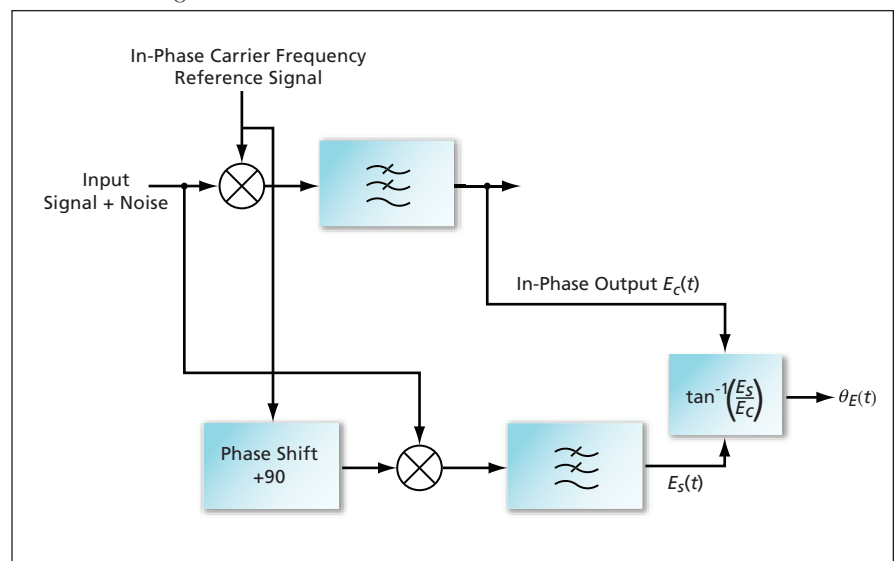 In-Phase Carrier Frequency
Reference Signal
Input
Signal + Noise
In-Phase Output Ec(t)
tan-1(Es/Ec)
θE(t)
Phase Shift
+90
Es(t)